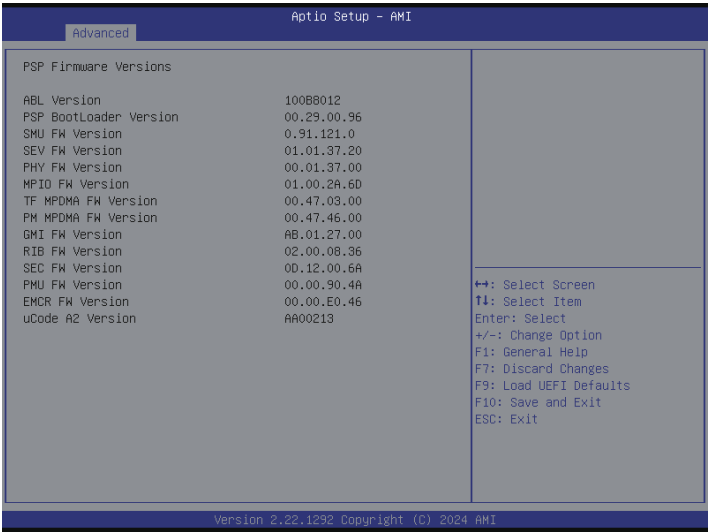 Aptio Setup - AMI
Advanced
PSP Firmware Versions
ABL Version 100B8012
PSP BootLoader Version 00.29.00.96
SMU FW Version 0.91.121.0
SEV FW Version 01.01.37.20
PHY FW Version 00.01.37.00
MPIO FW Version 01.00.2A.6D
TF MPDMA FW Version 00.47.03.00
PM MPDMA FW Version 00.47.46.00
GMI FW Version AB.01.27.00
RIB FW Version 02.00.08.36
SEC FW Version 0D.12.00.6A
PMU FW Version 00.00.90.4A
EMCR FW Version 00.00.E0.46
uCode A2 Version AA00213
↔: Select Screen
↑↓: Select Item
Enter: Select
+/-: Change Option
F1: General Help
F7: Discard Changes
F9: Load UEFI Defaults
F10: Save and Exit
ESC: Exit
Version 2.22.1292 Copyright (C) 2024 AMI